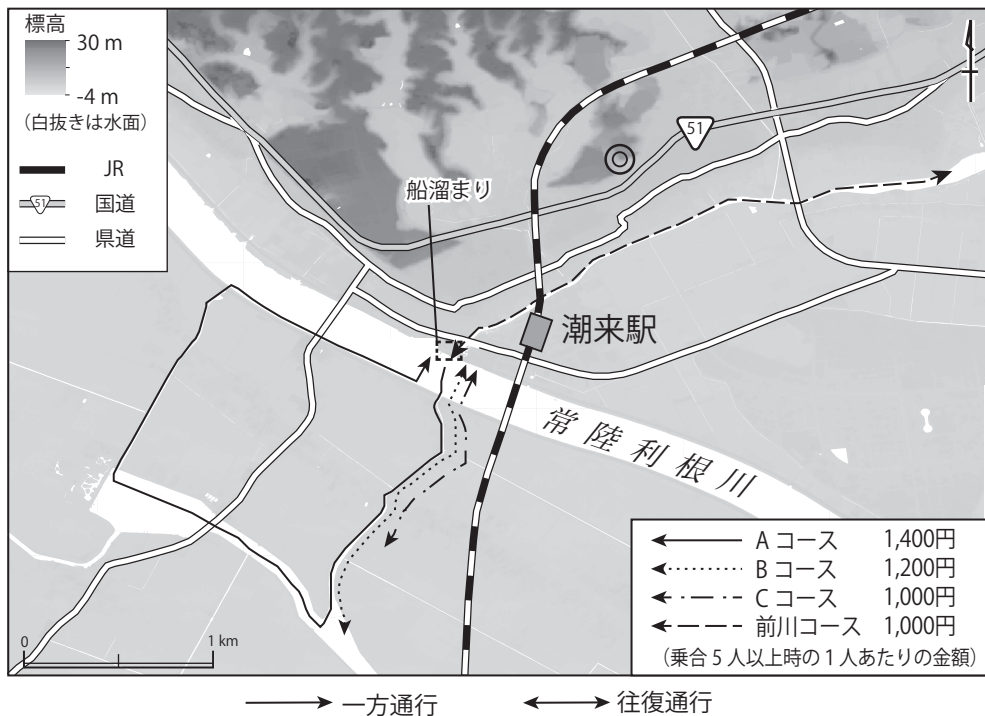 標高
30 m
-4 m
(白抜きは水面)
JR
51
国道
県道
船溜まり
51
潮来駅
常陸利根川
0
1 km
Aコース 1,400円
Bコース 1,200円
Cコース 1,000円
前川コース 1,000円
(乗合5人以上時の1人あたりの金額)
一方通行
往復通行